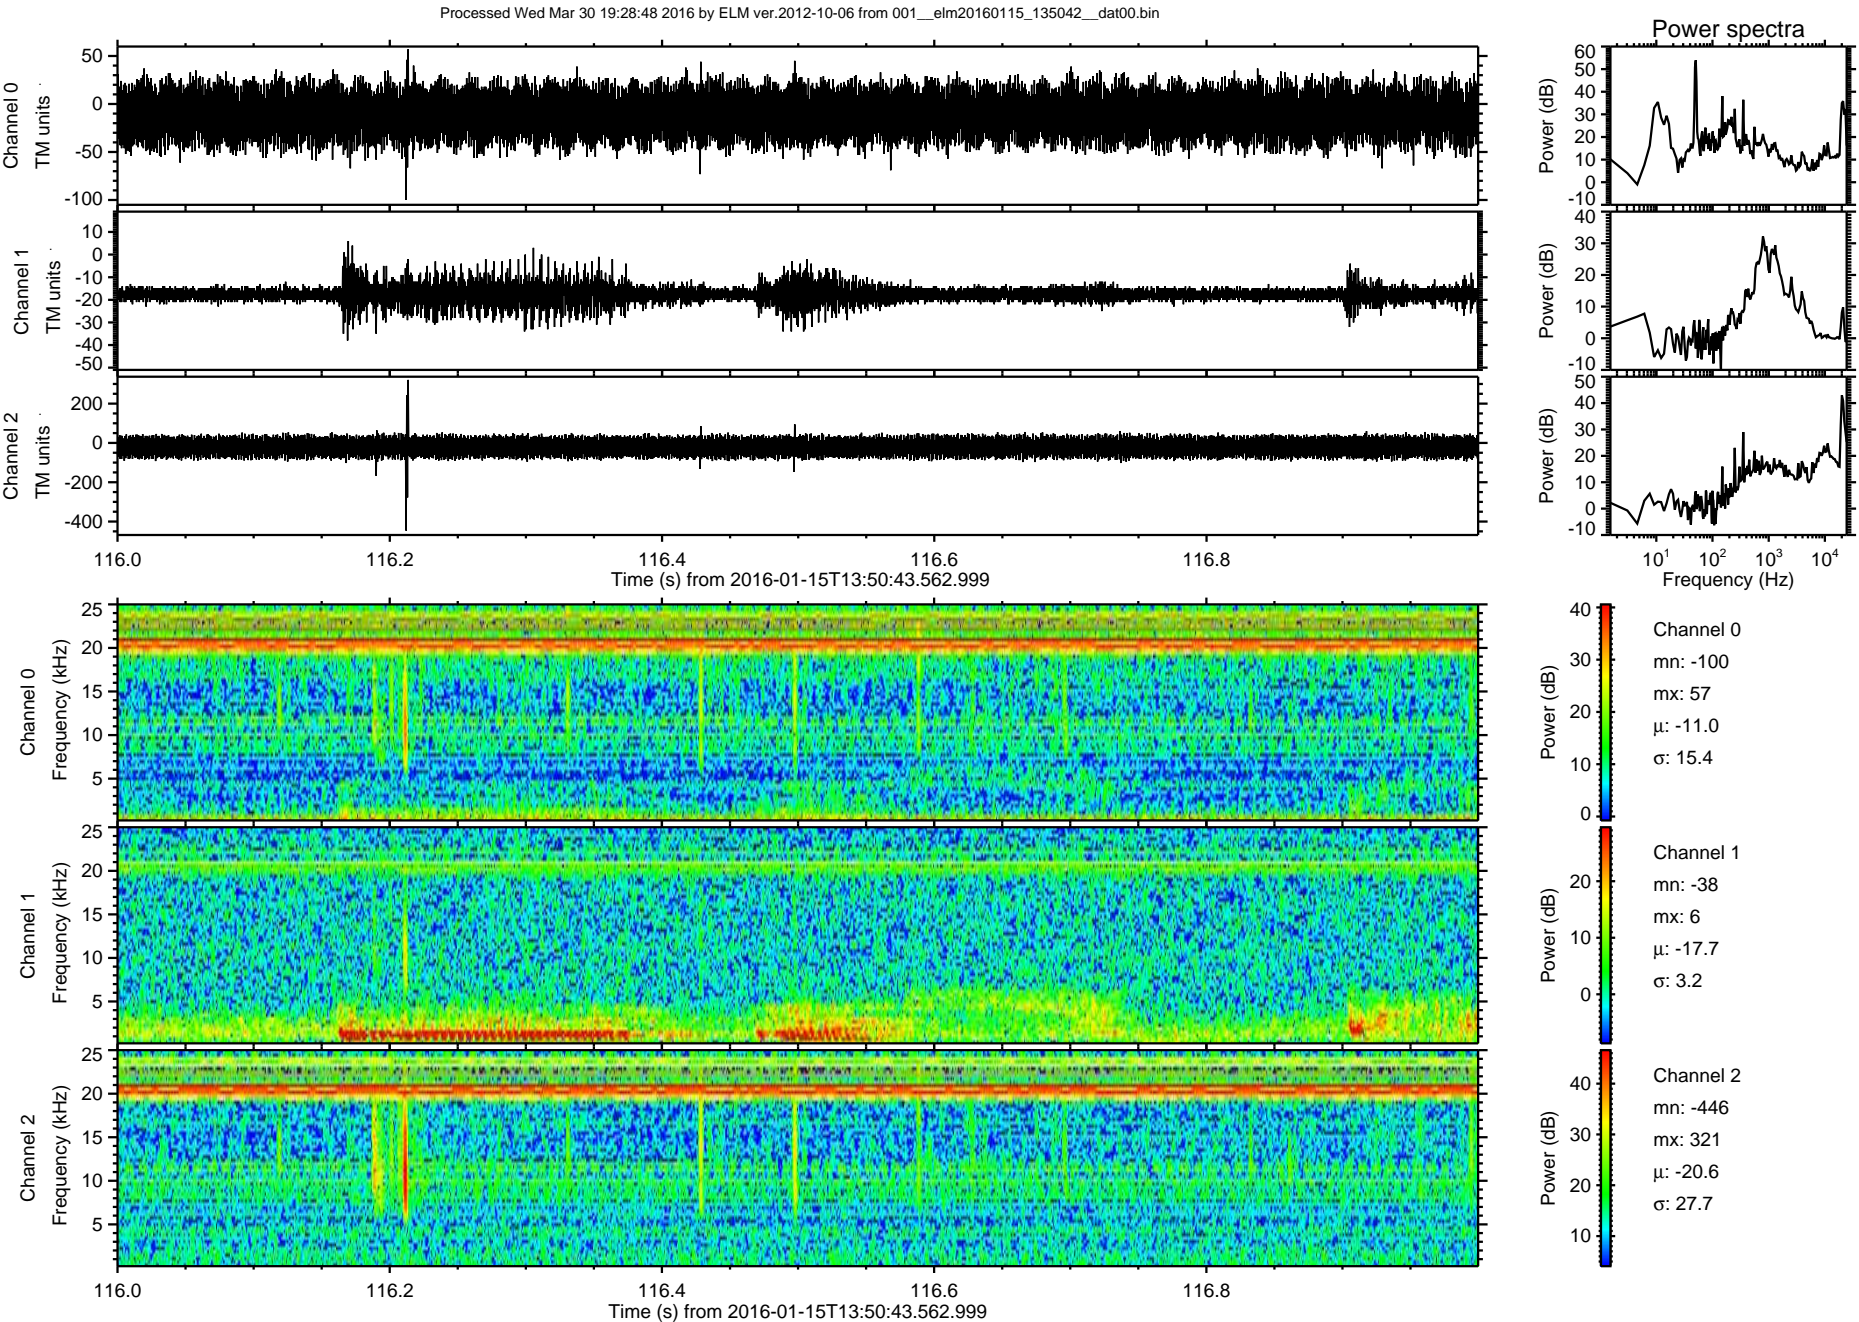 Processed Wed Mar 30 19:28:48 2016 by ELM ver.2012-10-06 from 001__elm20160115_135042__dat00.bin
Power spectra
Channel 0
TM units
50
0
-50
-100
Power (dB)
60
50
40
30
20
10
0
-10
Channel 1
TM units
10
0
-10
-20
-30
-40
-50
Power (dB)
40
30
20
10
0
-10
Channel 2
TM units
200
0
-200
-400
Power (dB)
50
40
30
20
10
0
-10
116.0 116.2 116.4 116.6 116.8
Time (s) from 2016-01-15T13:50:43.562.999
10¹ 10² 10³ 10⁴
Frequency (Hz)
Channel 0
Frequency (kHz)
25
20
15
10
5
Power (dB)
40
30
20
10
0
Channel 0
mn: -100
mx: 57
µ: -11.0
σ: 15.4
Channel 1
Frequency (kHz)
25
20
15
10
5
Power (dB)
20
10
0
Channel 1
mn: -38
mx: 6
µ: -17.7
σ: 3.2
Channel 2
Frequency (kHz)
25
20
15
10
5
Power (dB)
40
30
20
10
Channel 2
mn: -446
mx: 321
µ: -20.6
σ: 27.7
116.0 116.2 116.4 116.6 116.8
Time (s) from 2016-01-15T13:50:43.562.999